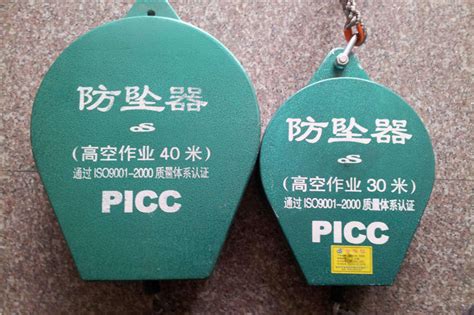 防坠器
(高空作业 40 米)
通过 ISO9001-2000 质量体系认证
PICC
防坠器
(高空作业 30 米)
通过 ISO9001-2000 质量体系认证
PICC